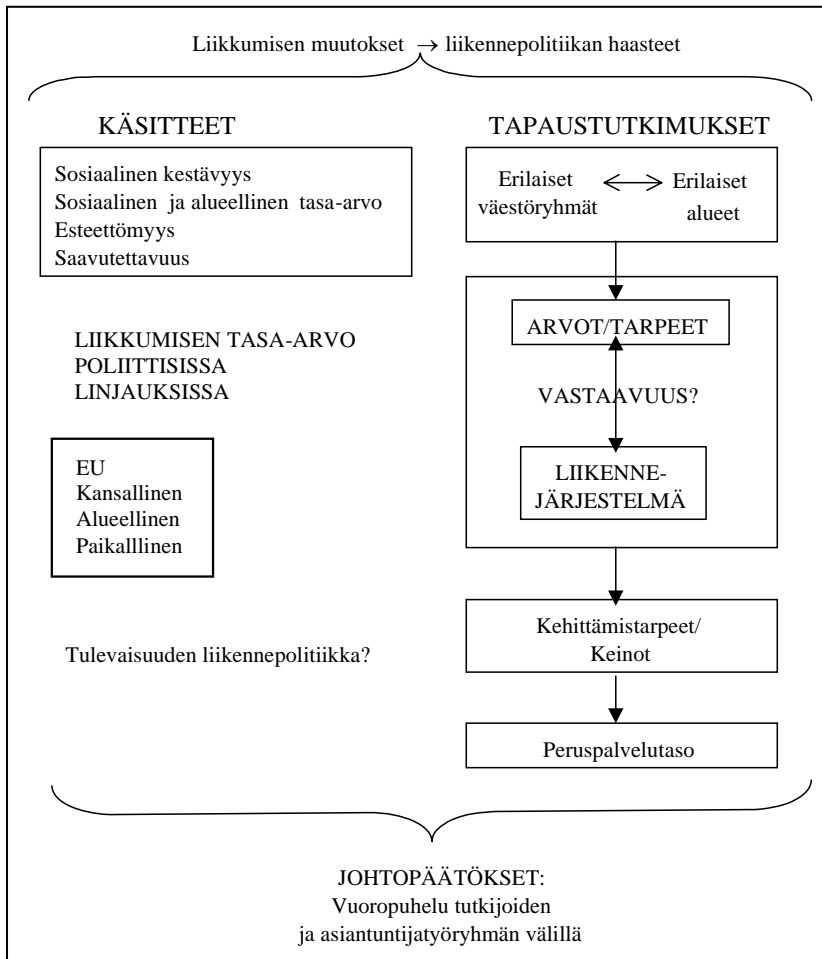 Liikkumisen muutokset → liikennepolitiikan haasteet
KÄSITTEET
Sosiaalinen kestävyys
Sosiaalinen ja alueellinen tasa-arvo
Esteettömyys
Saavutettavuus
LIIKKUMISEN TASA-ARVO
POLIITTISISSA
LINJAUKSISSA
EU
Kansallinen
Alueellinen
Paikalllinen
Tulevaisuuden liikennepolitiikka?
TAPAUSTUTKIMUKSET
Erilaiset
väestöryhmät
Erilaiset
alueet
ARVOT/TARPEET
VASTAAVUUS?
LIIKENNE-
JÄRJESTELMÄ
Kehittämistarpeet/
Keinot
Peruspalvelutaso
JOHTOPÄÄTÖKSET:
Vuoropuhelu tutkijoiden
ja asiantuntijatyöryhmän välillä